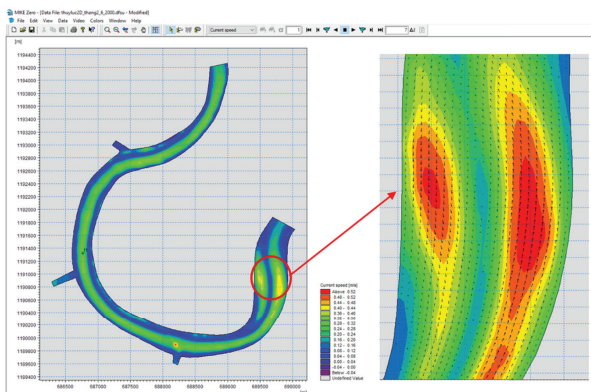 MIKE Zero - [Data File: thuyluc2D_thang2_6_2000.dfsu - Modified]
File Edit View Data Video Colors Window Help
Current speed
[m]
1194400
1194200
1194000
1193800
1193600
1193400
1193200
1193000
1192800
1192600
1192400
1192200
1192000
1191800
1191600
1191400
1191200
1191000
1190800
1190600
1190400
1190200
1190000
1189800
1189600
1189400
686500 687000 687500 688000 688500 689000 689500 690000
Current speed [m/s]
Above 0.52
0.48 - 0.52
0.44 - 0.48
0.40 - 0.44
0.36 - 0.40
0.32 - 0.36
0.28 - 0.32
0.24 - 0.28
0.20 - 0.24
0.16 - 0.20
0.12 - 0.16
0.08 - 0.12
0.04 - 0.08
0.00 - 0.04
-0.04 - 0.00
Below -0.04
Undefined Value